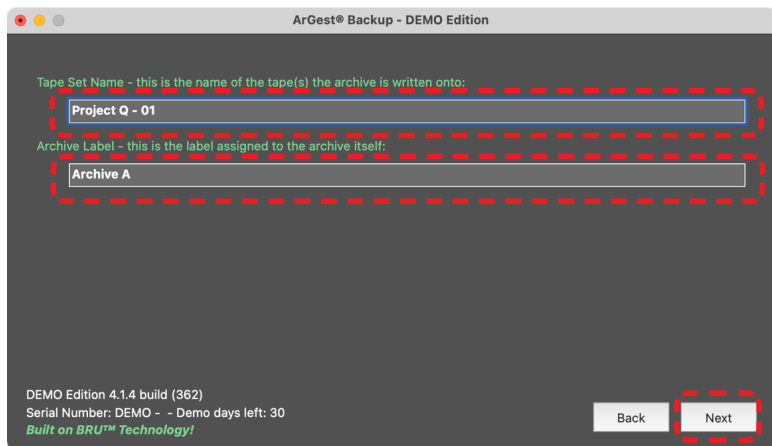 ArGest® Backup - DEMO Edition
Tape Set Name - this is the name of the tape(s) the archive is written onto:
Project Q - 01
Archive Label - this is the label assigned to the archive itself:
Archive A
DEMO Edition 4.1.4 build (362)
Serial Number: DEMO - - Demo days left: 30
Built on BRU™ Technology!
Back
Next